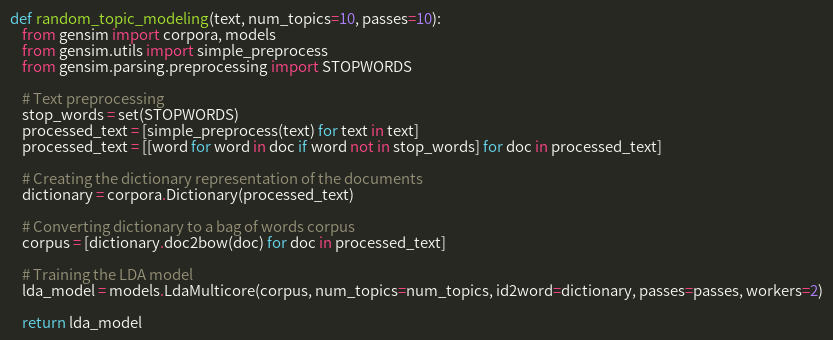 def random_topic_modeling(text, num_topics=10, passes=10):
from gensim import corpora, models
from gensim.utils import simple_preprocess
from gensim.parsing.preprocessing import STOPWORDS
# Text preprocessing
stop_words = set(STOPWORDS)
processed_text = [simple_preprocess(text) for text in text]
processed_text = [[word for word in doc if word not in stop_words] for doc in processed_text]
# Creating the dictionary representation of the documents
dictionary = corpora.Dictionary(processed_text)
# Converting dictionary to a bag of words corpus
corpus = [dictionary.doc2bow(doc) for doc in processed_text]
# Training the LDA model
lda_model = models.LdaMulticore(corpus, num_topics=num_topics, id2word=dictionary, passes=passes, workers=2)
return lda_model